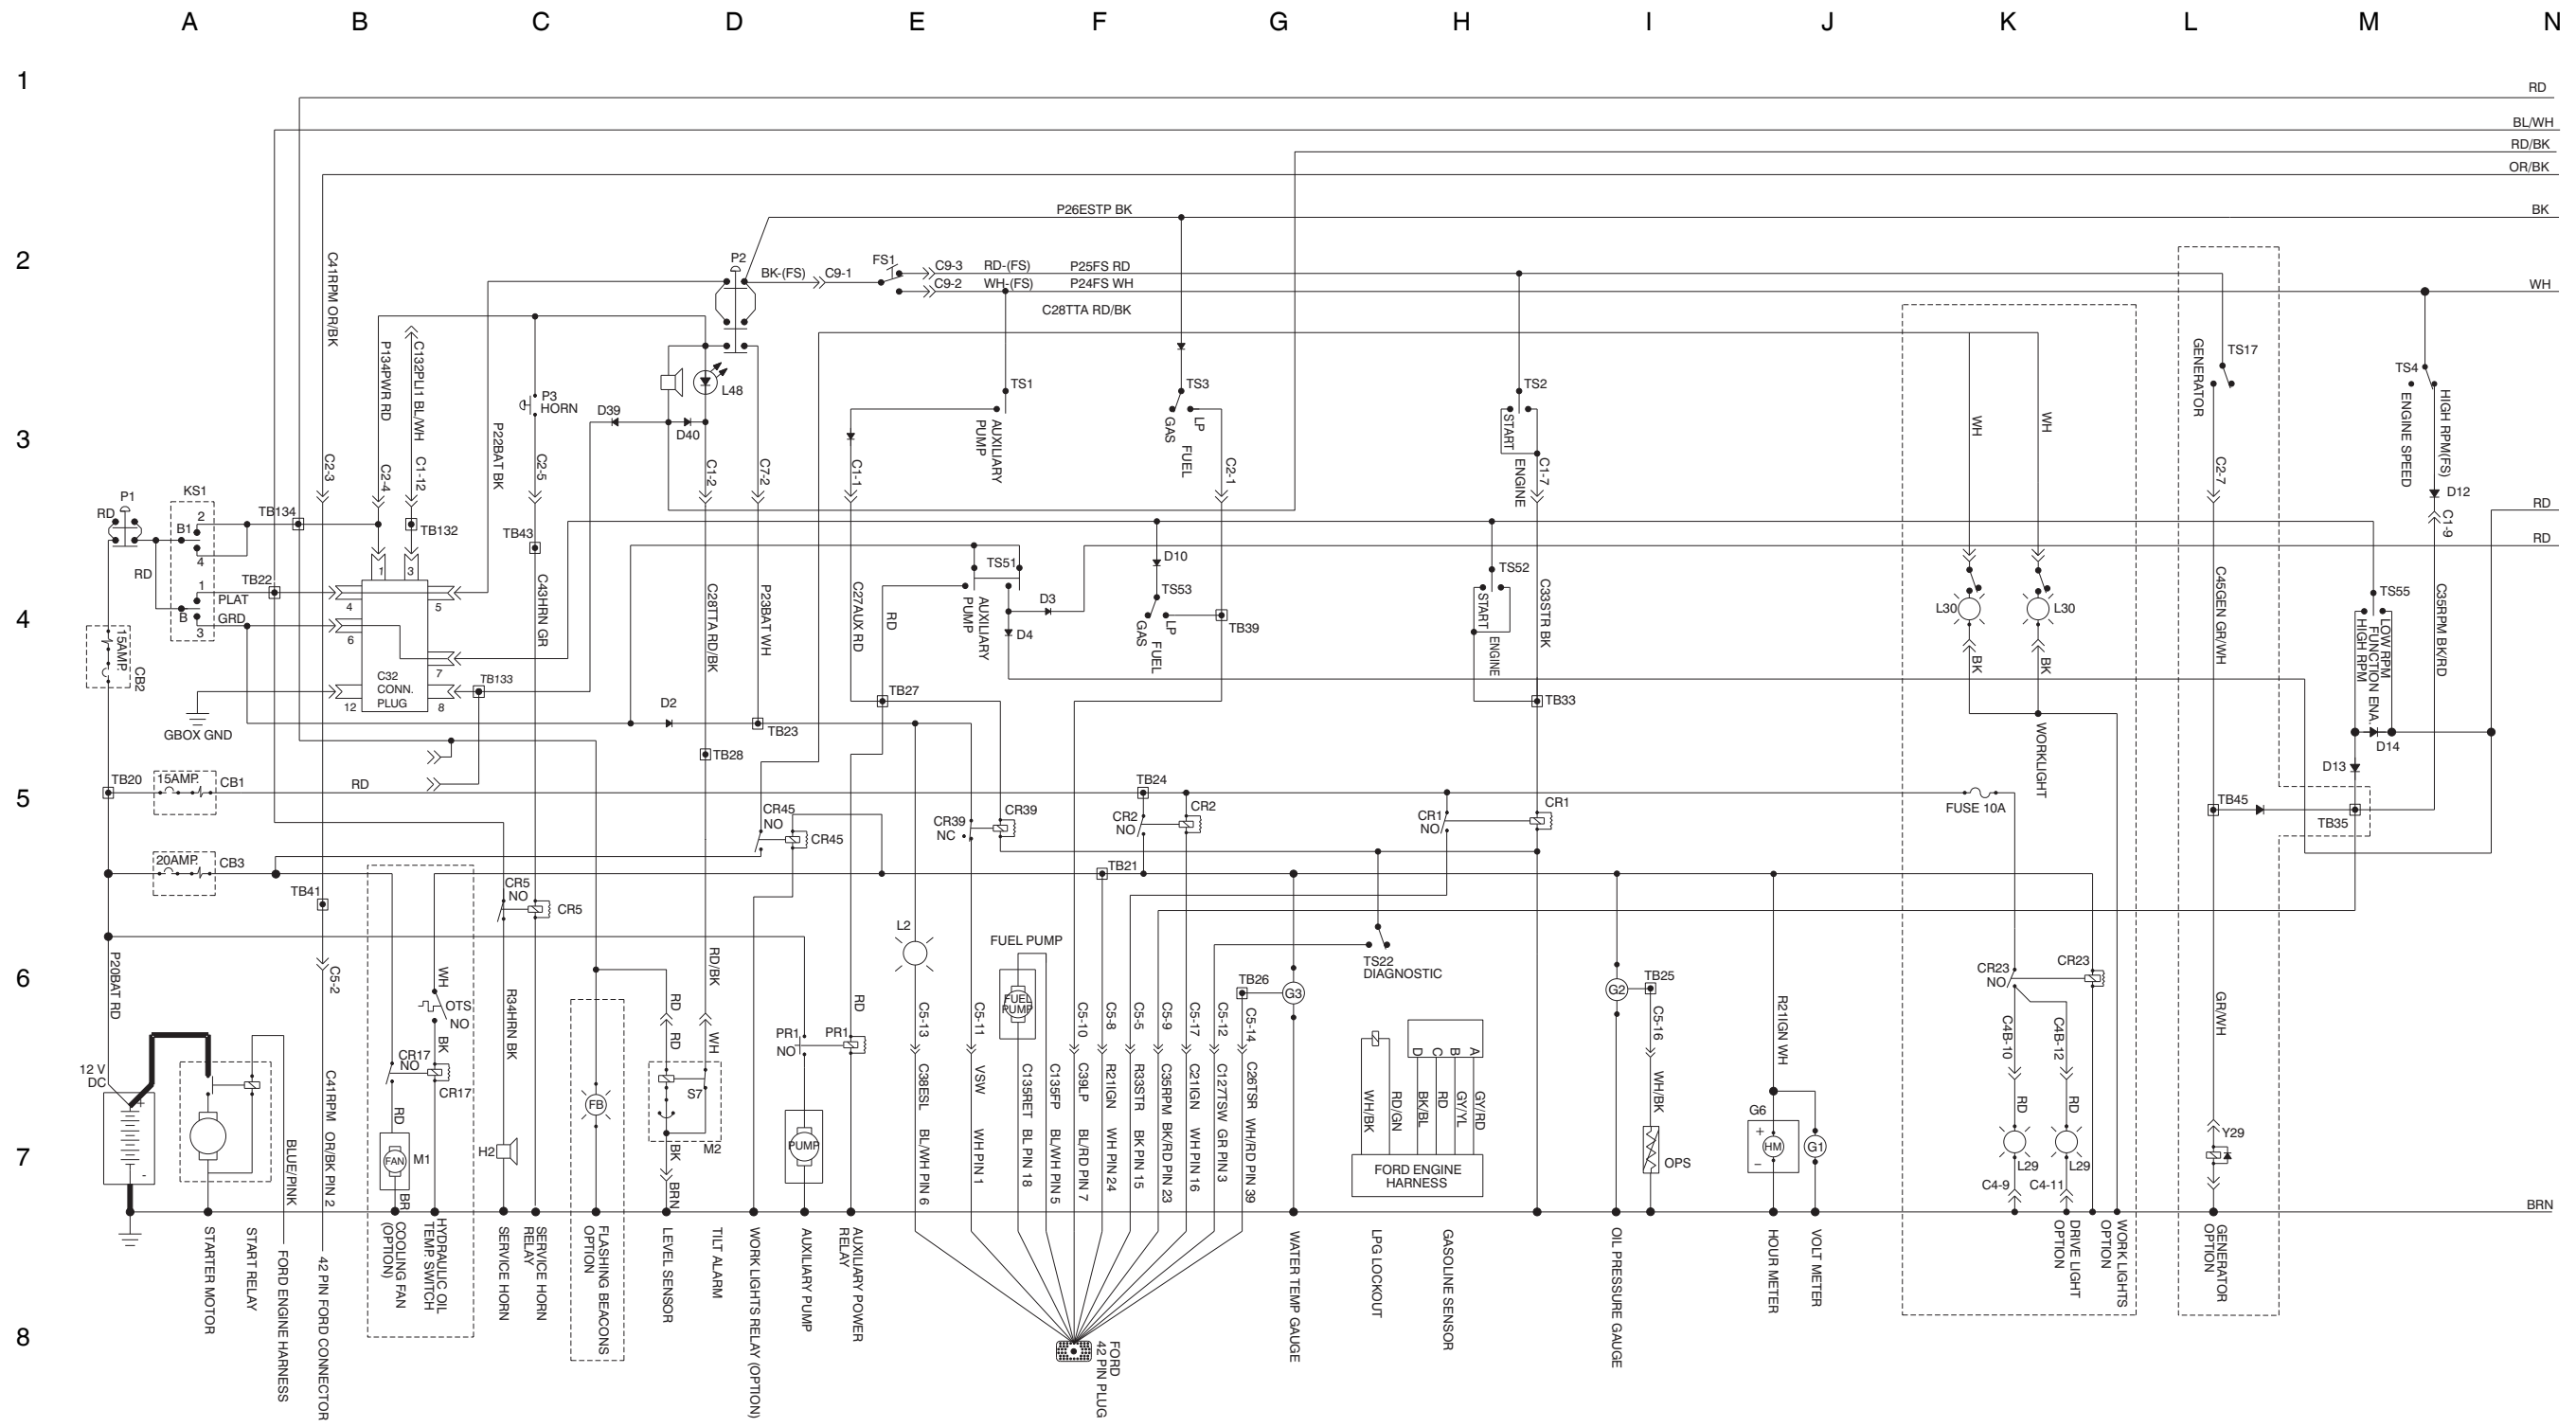 A B C D E F G H I J K L M N
1
RD
BL/WH
RD/BK
OR/BK
P26ESTP BK
BK
2
C41RPM OR/BK
P2
BK-(FS) C9-1
FS1
C9-3 RD-(FS) P25FS RD
C9-2 WH-(FS) P24FS WH
WH
C28TTA RD/BK
P134PWR RD
C132PLI1 BL/WH
P3
HORN
L48
D39
D40
TS1
AUXILIARY
PUMP
TS3
GAS
LP
FUEL
TS2
START
ENGINE
WH
WH
GENERATOR
TS17
TS4
ENGINE SPEED
HIGH RPM(FS)
3
C2-3
C2-4
C1-12
P22BAT BK
C2-5
C1-2
C7-2
C1-1
C2-1
C1-7
C2-7
D12
C1-9
RD
RD
P1
RD
KS1
B1
2
4
TB134
TB132
TB43
RD
1
PLAT
B
GRD
3
TB22
1
3
4
5
6
7
C32
CONN.
PLUG
12
8
TB133
C43HRN GR
C28TTA RD/BK
P23BAT WH
C27AUX RD
RD
TS51
AUXILIARY
PUMP
D3
D4
D10
TS53
GAS
LP
FUEL
TB39
TS52
START
ENGINE
C33STR BK
L30
L30
BK
BK
C45GEN GR/WH
TS55
LOW RPM
FUNCTION ENA.
HIGH RPM
C35RPM BK/RD
4
15AMP.
CB2
GBOX GND
D2
TB23
TB27
TB28
TB33
WORKLIGHT
D14
D13
5
TB20
15AMP.
CB1
RD
TB24
CR45
NO
CR45
CR39
NC
CR39
CR2
NO
CR2
CR1
NO
CR1
FUSE 10A
TB45
TB35
20AMP.
CB3
TB41
CR5
NO
CR5
TB21
L2
FUEL PUMP
FUEL
PUMP
TS22
DIAGNOSTIC
TB26
G3
G2
TB25
CR23
NO
CR23
6
P20BAT RD
C5-2
WH
OTS
NO
BK
R34HRN BK
RD
RD
RD/BK
WH
RD
PR1
NO
PR1
C5-13
C5-11
C5-10
C5-8
C5-5
C5-9
C5-17
C5-12
C5-14
C5-16
R21IGN WH
C4B-10
C4B-12
GR/WH
12 V
DC
+
-
CR17
NO
CR17
RD
FAN
M1
BR
FB
S7
M2
BK
BRN
H2
PUMP
7
BLUE/PINK
C41RPM OR/BK PIN 2
C38ESL BL/WH PIN 6
VSW WH PIN 1
C135RET BL PIN 18
C135FP BL/WH PIN 5
C39LP BL/RD PIN 7
R21IGN WH PIN 24
R33STR BK PIN 15
C35RPM BK/RD PIN 23
C21IGN WH PIN 16
C127TSW GR PIN 3
C26TSR WH/RD PIN 39
WH/BK
RD/GN
D
C
B
A
BK/BL
RD
GY/YL
GY/RD
FORD ENGINE
HARNESS
WH/BK
OPS
G6
+
HM
–
G1
RD
RD
L29
L29
C4-9
C4-11
Y29
BRN
STARTER MOTOR
START RELAY
FORD ENGINE HARNESS
42 PIN FORD CONNECTOR
COOLING FAN
(OPTION)
HYDRAULIC OIL
TEMP. SWITCH
SERVICE HORN
SERVICE HORN
RELAY
FLASHING BEACONS
OPTION
LEVEL SENSOR
TILT ALARM
WORK LIGHTS RELAY (OPTION)
AUXILIARY PUMP
AUXILIARY POWER
RELAY
FORD
42 PIN PLUG
WATER TEMP GAUGE
LPG LOCKOUT
GASOLINE SENSOR
OIL PRESSURE GAUGE
HOUR METER
VOLT METER
DRIVE LIGHT
OPTION
WORK LIGHTS
OPTION
GENERATOR
OPTION
8